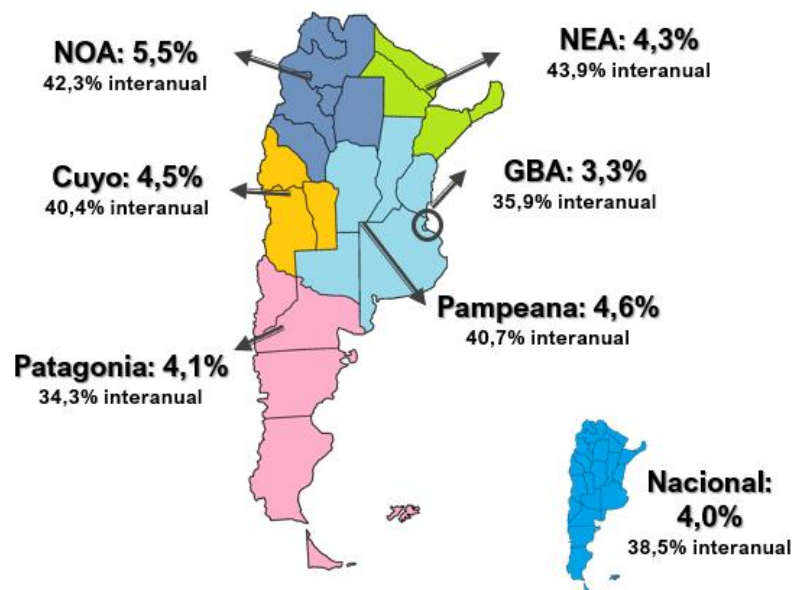 NOA: 5,5%
42,3% interanual
NEA: 4,3%
43,9% interanual
Cuyo: 4,5%
40,4% interanual
GBA: 3,3%
35,9% interanual
Pampeana: 4,6%
40,7% interanual
Patagonia: 4,1%
34,3% interanual
Nacional:
4,0%
38,5% interanual